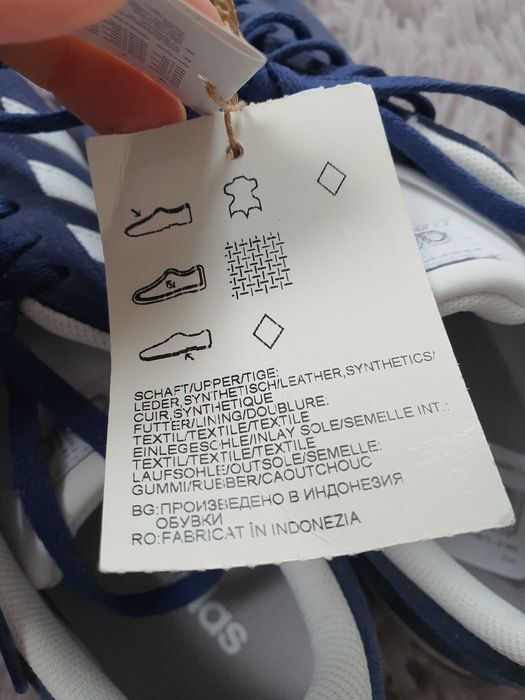 SCHAFT/UPPER/TIGE:
LEDER,SYNTHETISCH/LEATHER,SYNTHETICS/
CUIR,SYNTHETIQUE
FUTTER/LINING/DOUBLURE:
TEXTIL/TEXTILE/TEXTILE
EINLEGESOHLE/INLAY SOLE/SEMELLE INT.:
TEXTIL/TEXTILE/TEXTILE
LAUFSOHLE/OUTSOLE/SEMELLE:
GUMMI/RUBBER/CAOUTCHOUC
BG:ПРОИЗВЕДЕНО В ИНДОНЕЗИЯ
ОБУВКИ
RO:FABRICAT ÎN INDONEZIA
das